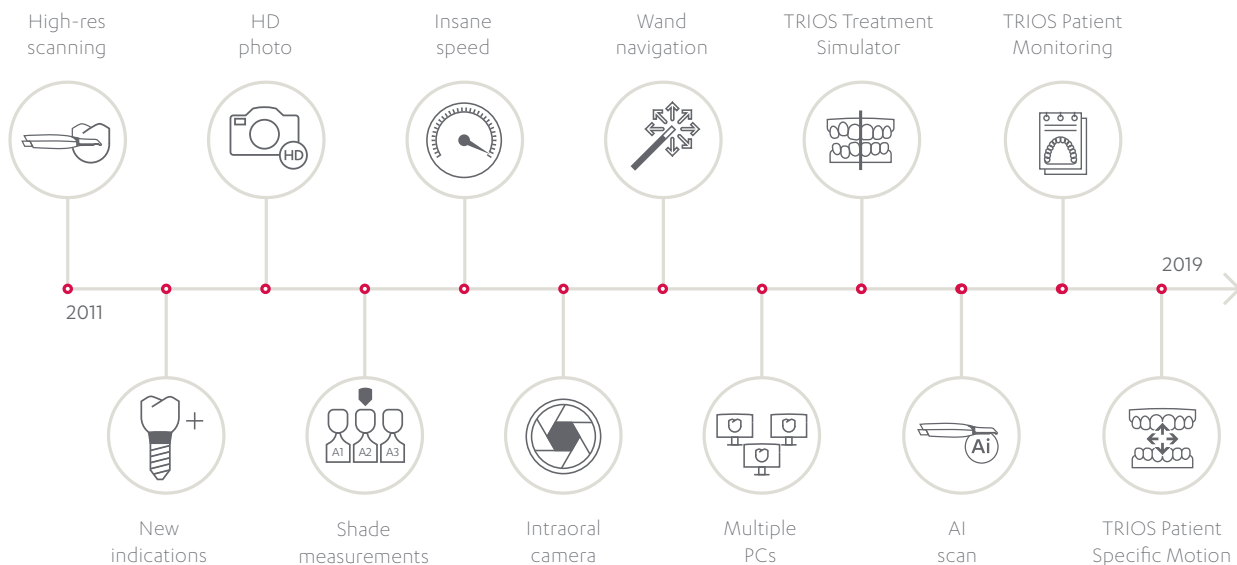 High-res
scanning
HD
photo
Insane
speed
Wand
navigation
TRIOS Treatment
Simulator
TRIOS Patient
Monitoring
HD
2019
2011
A1
A2
A3
Ai
New
indications
Shade
measurements
Intraoral
camera
Multiple
PCs
AI
scan
TRIOS Patient
Specific Motion